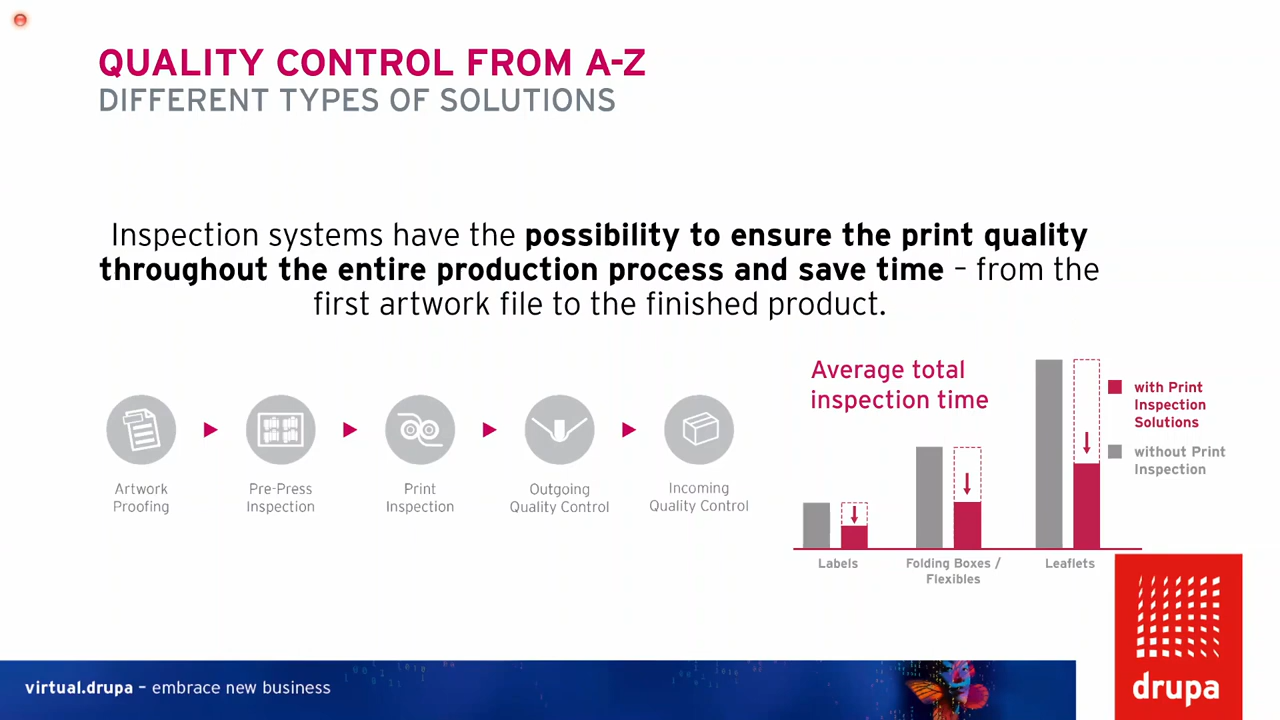 QUALITY CONTROL FROM A-Z
DIFFERENT TYPES OF SOLUTIONS
Inspection systems have the possibility to ensure the print quality
throughout the entire production process and save time – from the
first artwork file to the finished product.
Artwork
Proofing
Pre-Press
Inspection
Print
Inspection
Outgoing
Quality Control
Incoming
Quality Control
Average total
inspection time
with Print
Inspection
Solutions
without Print
Inspection
Labels
Folding Boxes /
Flexibles
Leaflets
virtual.drupa – embrace new business
drupa